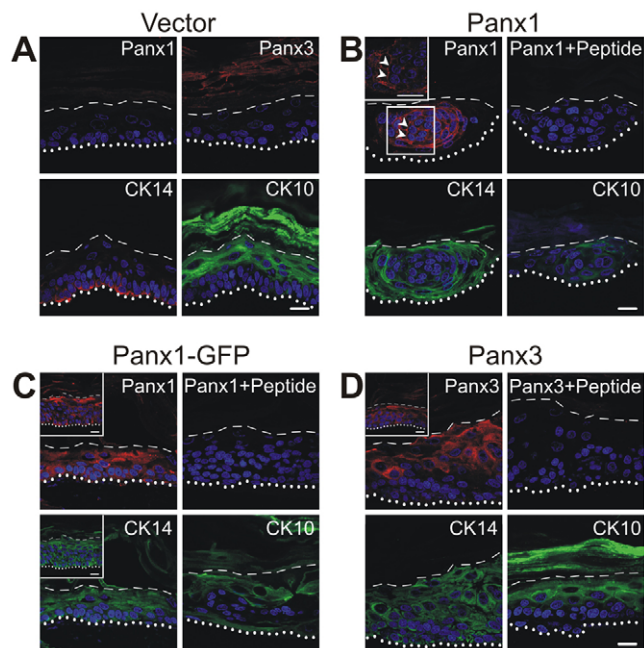 Vector
A
Panx1
Panx3
CK14
CK10
Panx1
B
Panx1
Panx1+Peptide
CK14
CK10
Panx1-GFP
C
Panx1
Panx1+Peptide
CK14
CK10
Panx3
D
Panx3
Panx3+Peptide
CK14
CK10